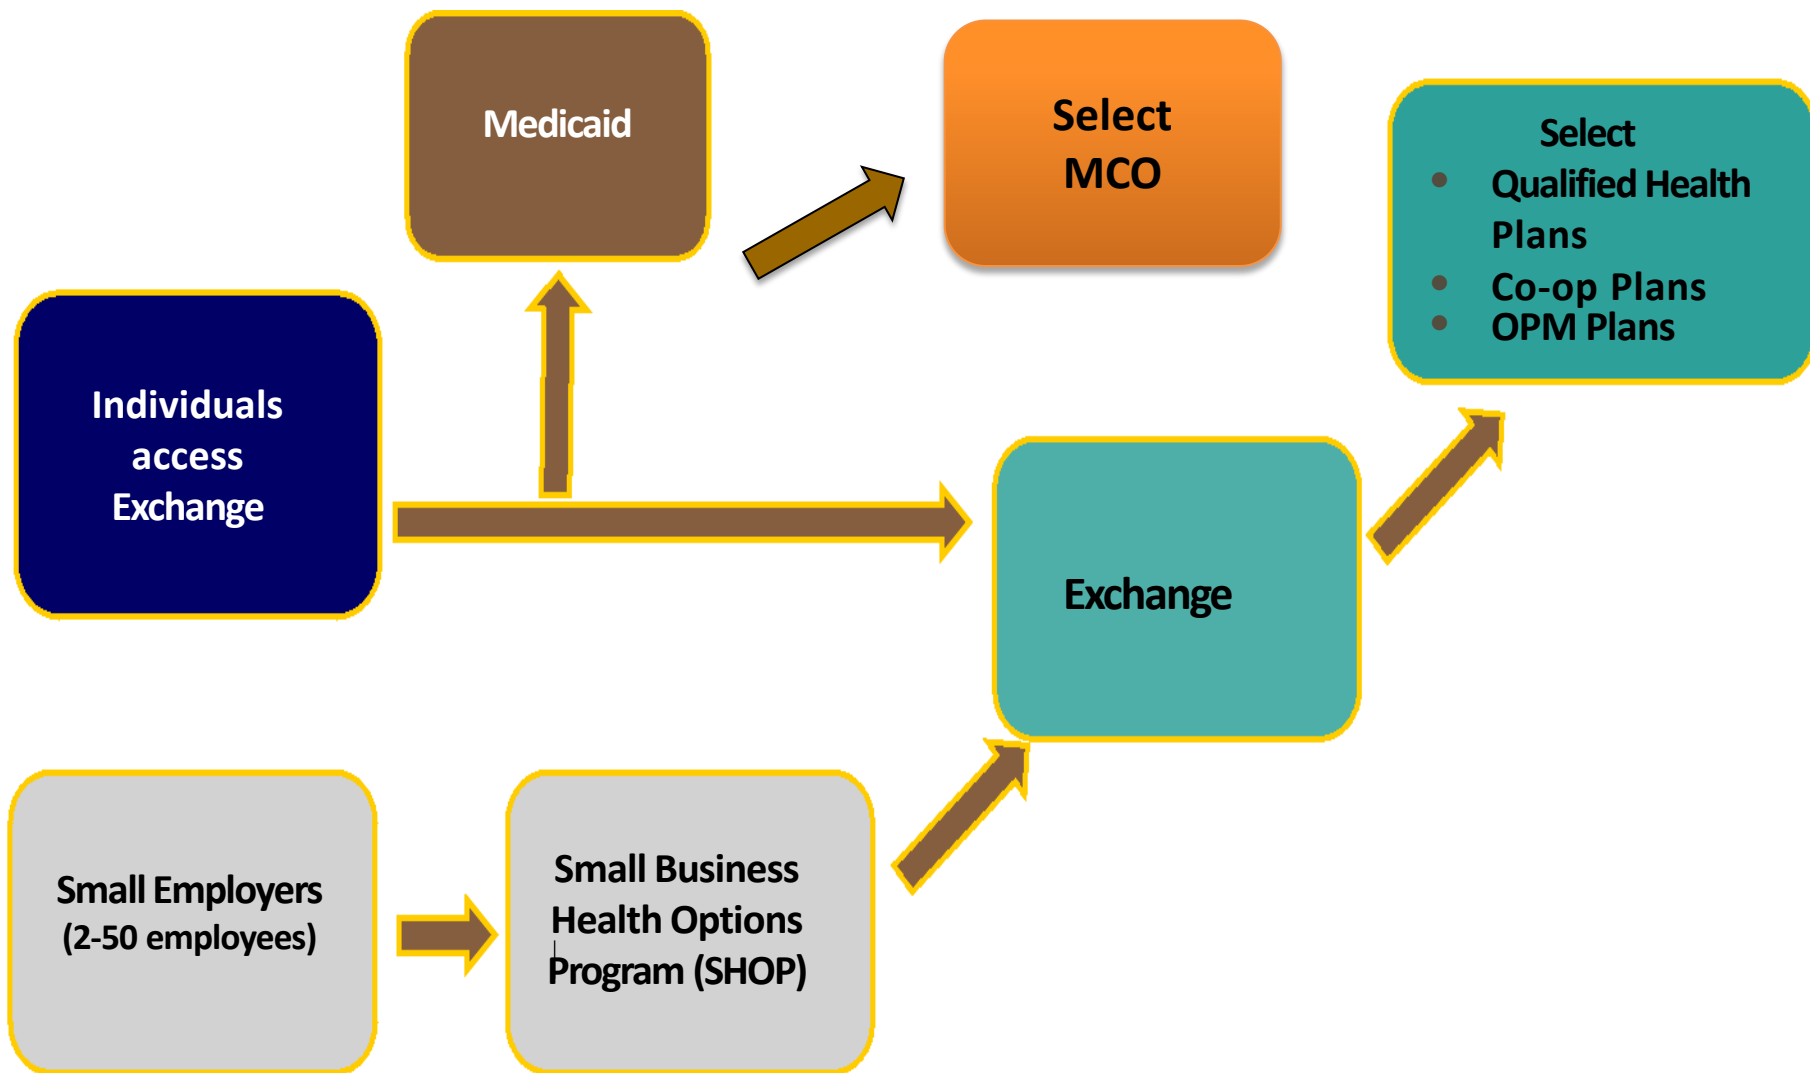 Medicaid
Select
MCO
Select
• Qualified Health
Plans
• Co-op Plans
• OPM Plans
Individuals
access
Exchange
Exchange
Small Employers
(2-50 employees)
Small Business
Health Options
Program (SHOP)